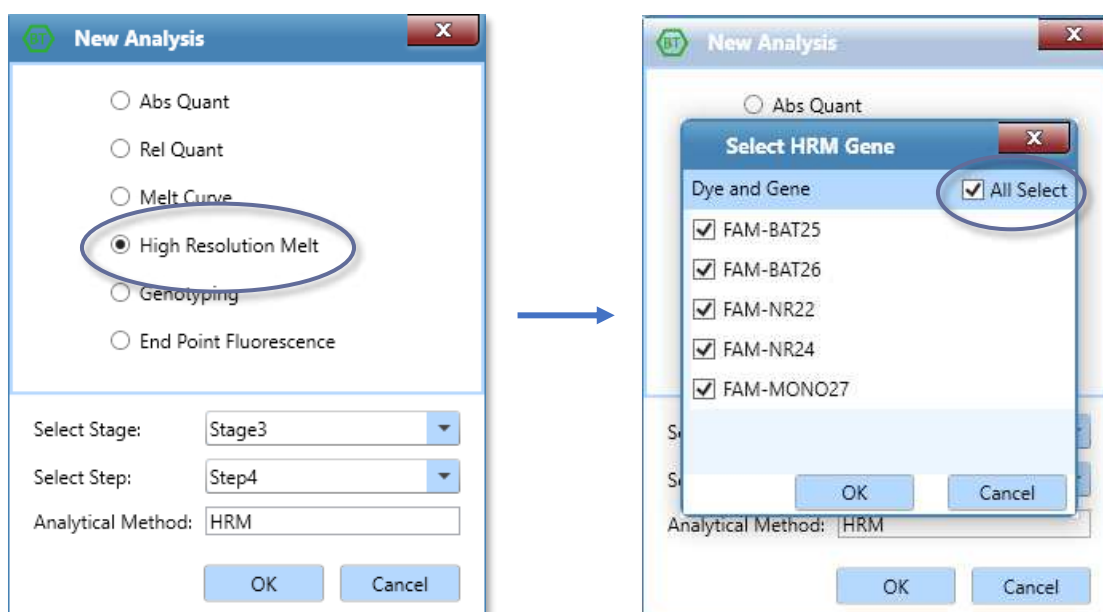 BT New Analysis X
Abs Quant
Rel Quant
Melt Curve
High Resolution Melt
Genotyping
End Point Fluorescence
Select Stage: Stage3
Select Step: Step4
Analytical Method: HRM
OK Cancel
BT New Analysis X
Abs Quant
Select HRM Gene X
Dye and Gene All Select
FAM-BAT25
FAM-BAT26
FAM-NR22
FAM-NR24
FAM-MONO27
OK Cancel
Analytical Method: HRM
OK Cancel